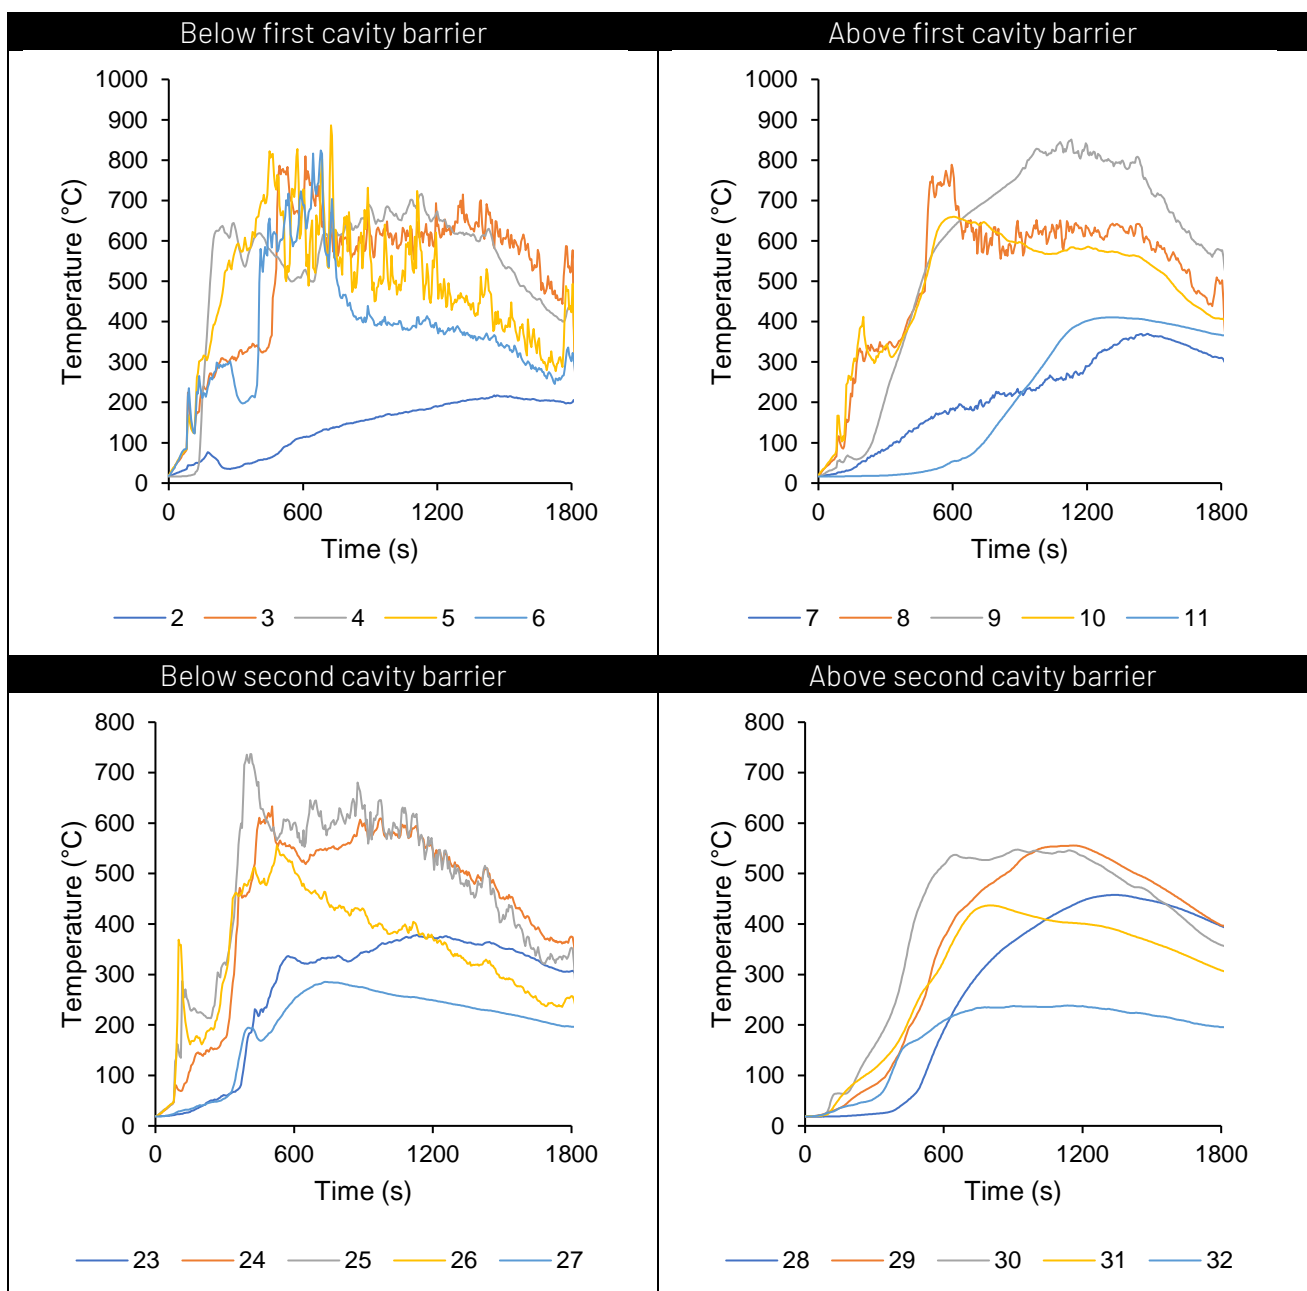 Below first cavity barrier
Above first cavity barrier
1000
900
800
700
600
500
400
300
200
100
0
Temperature (°C)
0 600 1200 1800
Time (s)
2 3 4 5 6
1000
900
800
700
600
500
400
300
200
100
0
Temperature (°C)
0 600 1200 1800
Time (s)
7 8 9 10 11
Below second cavity barrier
Above second cavity barrier
800
700
600
500
400
300
200
100
0
Temperature (°C)
0 600 1200 1800
Time (s)
23 24 25 26 27
800
700
600
500
400
300
200
100
0
Temperature (°C)
0 600 1200 1800
Time (s)
28 29 30 31 32